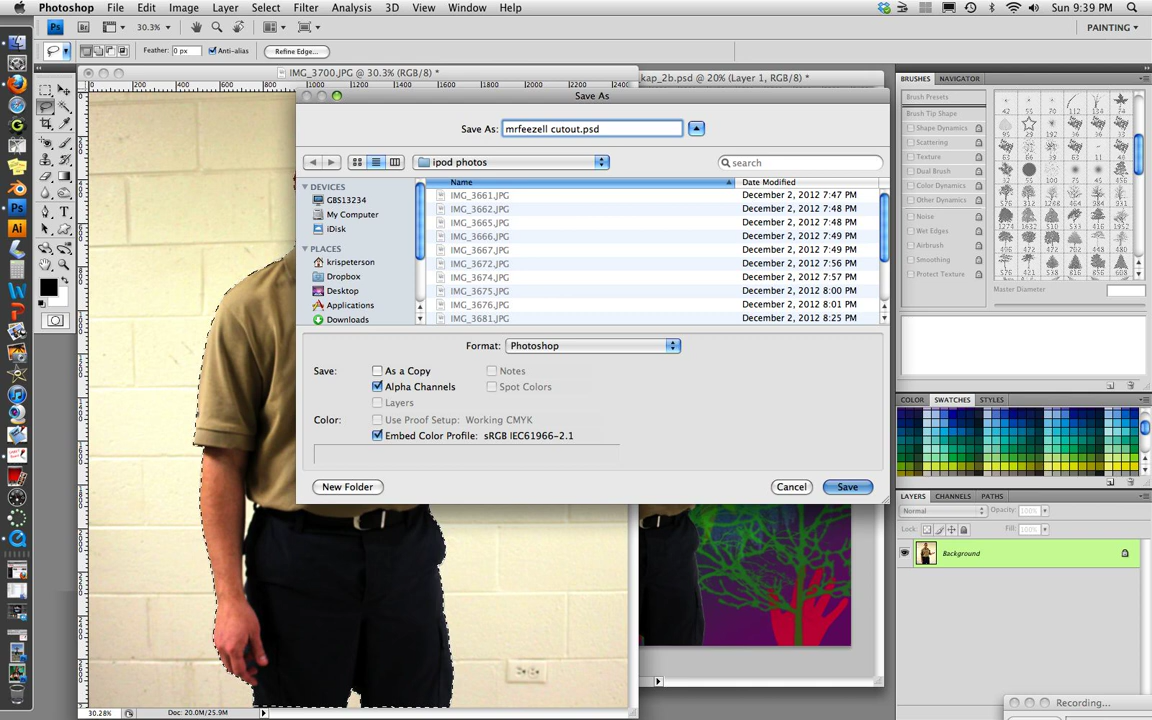 Photoshop File Edit Image Layer Select Filter Analysis 3D View Window Help Sun 9:39 PM
Ps Br 30.3% PAINTING
Feather: 0 px Anti-alias Refine Edge...
IMG_3700.JPG @ 30.3% (RGB/8) *
kap_2b.psd @ 20% (Layer 1, RGB/8) *
Save As
Save As: mrfeezell cutout.psd
ipod photos search
DEVICES
GBS13234
My Computer
iDisk
PLACES
krispeterson
Dropbox
Desktop
Applications
Downloads
Name Date Modified
IMG_3661.JPG December 2, 2012 7:47 PM
IMG_3662.JPG December 2, 2012 7:48 PM
IMG_3665.JPG December 2, 2012 7:48 PM
IMG_3666.JPG December 2, 2012 7:49 PM
IMG_3667.JPG December 2, 2012 7:49 PM
IMG_3672.JPG December 2, 2012 7:56 PM
IMG_3674.JPG December 2, 2012 7:57 PM
IMG_3675.JPG December 2, 2012 8:00 PM
IMG_3676.JPG December 2, 2012 8:01 PM
IMG_3681.JPG December 2, 2012 8:25 PM
Format: Photoshop
Save: As a Copy Notes
Alpha Channels Spot Colors
Layers
Color: Use Proof Setup: Working CMYK
Embed Color Profile: sRGB IEC61966-2.1
New Folder Cancel Save
30.28% Doc: 20.0M/25.9M
BRUSHES NAVIGATOR
Brush Presets
Brush Tip Shape
Shape Dynamics
Scattering
Texture
Dual Brush
Color Dynamics
Other Dynamics
Noise
Wet Edges
Airbrush
Smoothing
Protect Texture
Master Diameter
COLOR SWATCHES STYLES
LAYERS CHANNELS PATHS
Normal Opacity: 100%
Lock: Fill: 100%
Background
Recording...